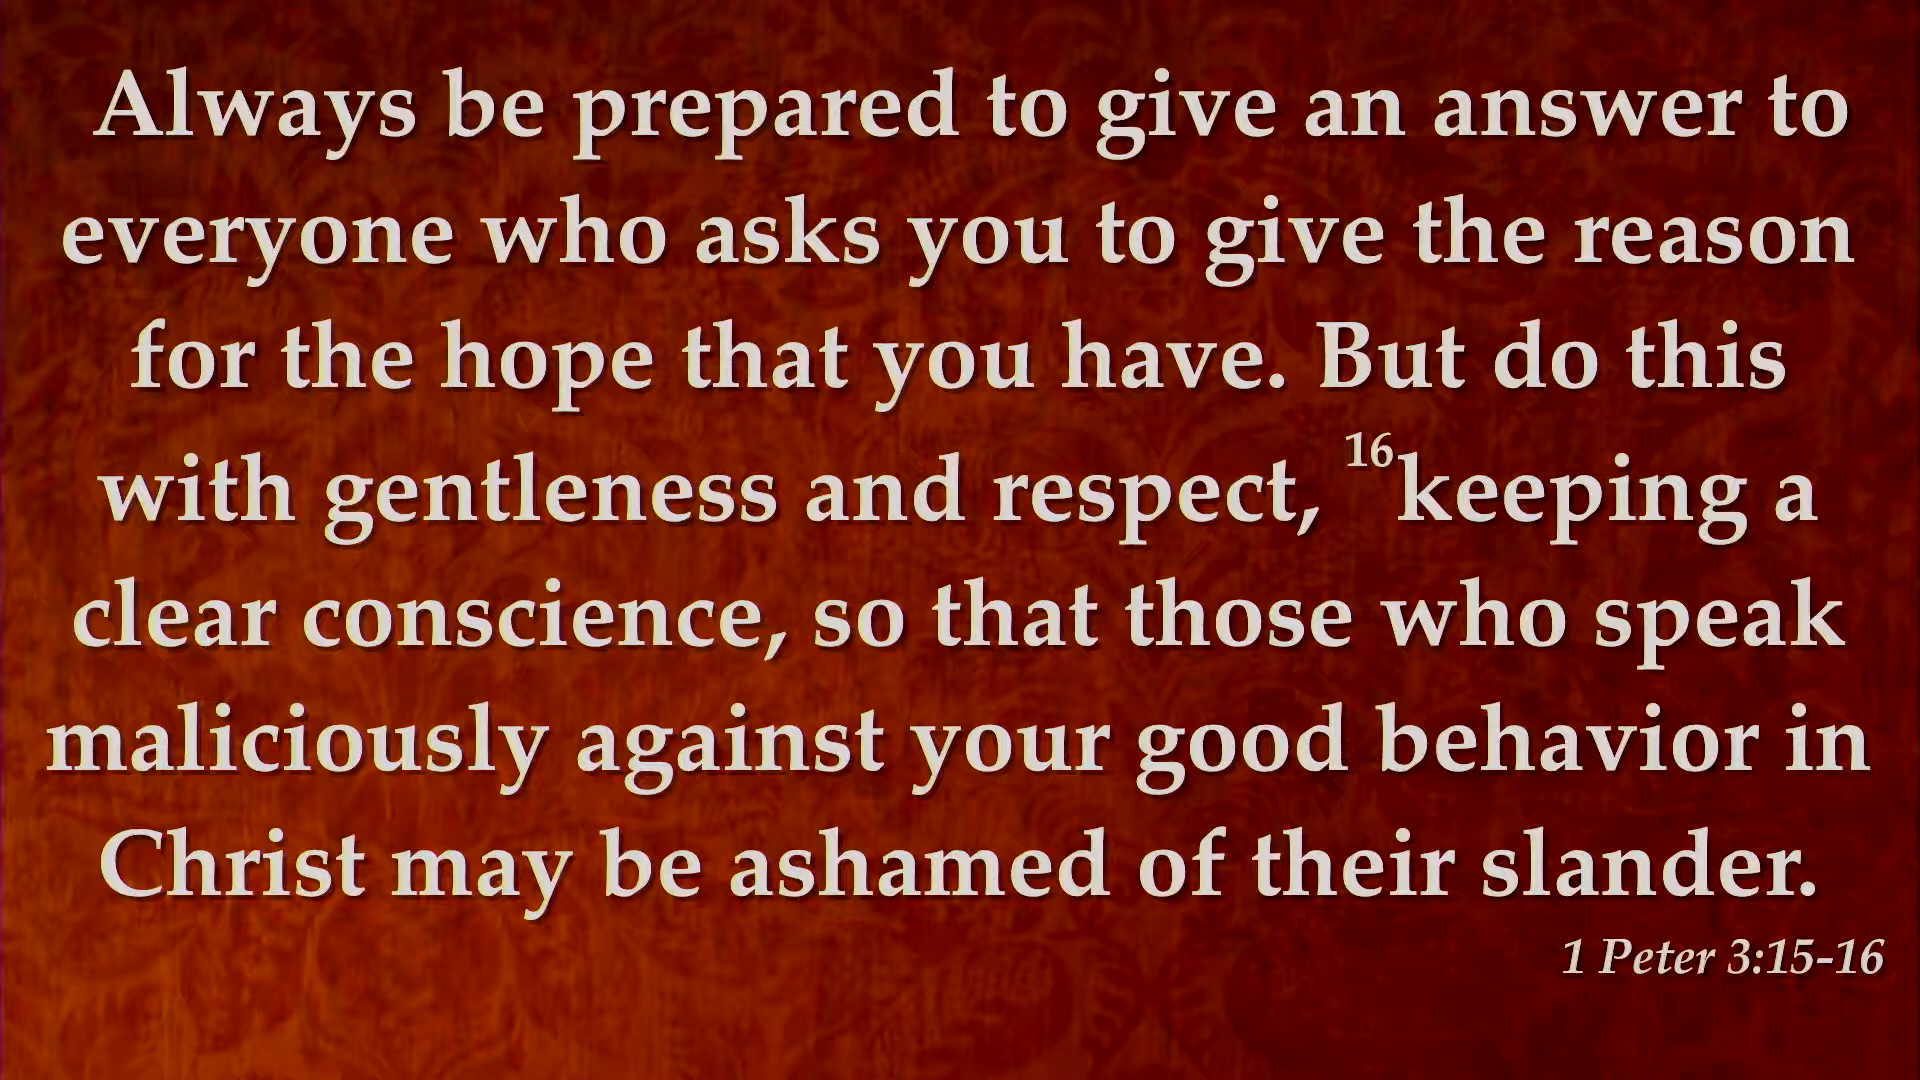 Always be prepared to give an answer to
everyone who asks you to give the reason
for the hope that you have. But do this
with gentleness and respect, 16keeping a
clear conscience, so that those who speak
maliciously against your good behavior in
Christ may be ashamed of their slander.
1 Peter 3:15-16